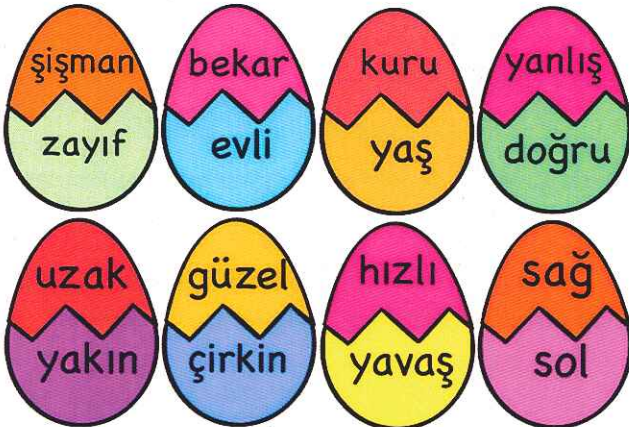 şişman
zayıf
bekar
evli
kuru
yaş
yanlış
doğru
uzak
yakın
güzel
çirkin
hızlı
yavaş
sağ
sol